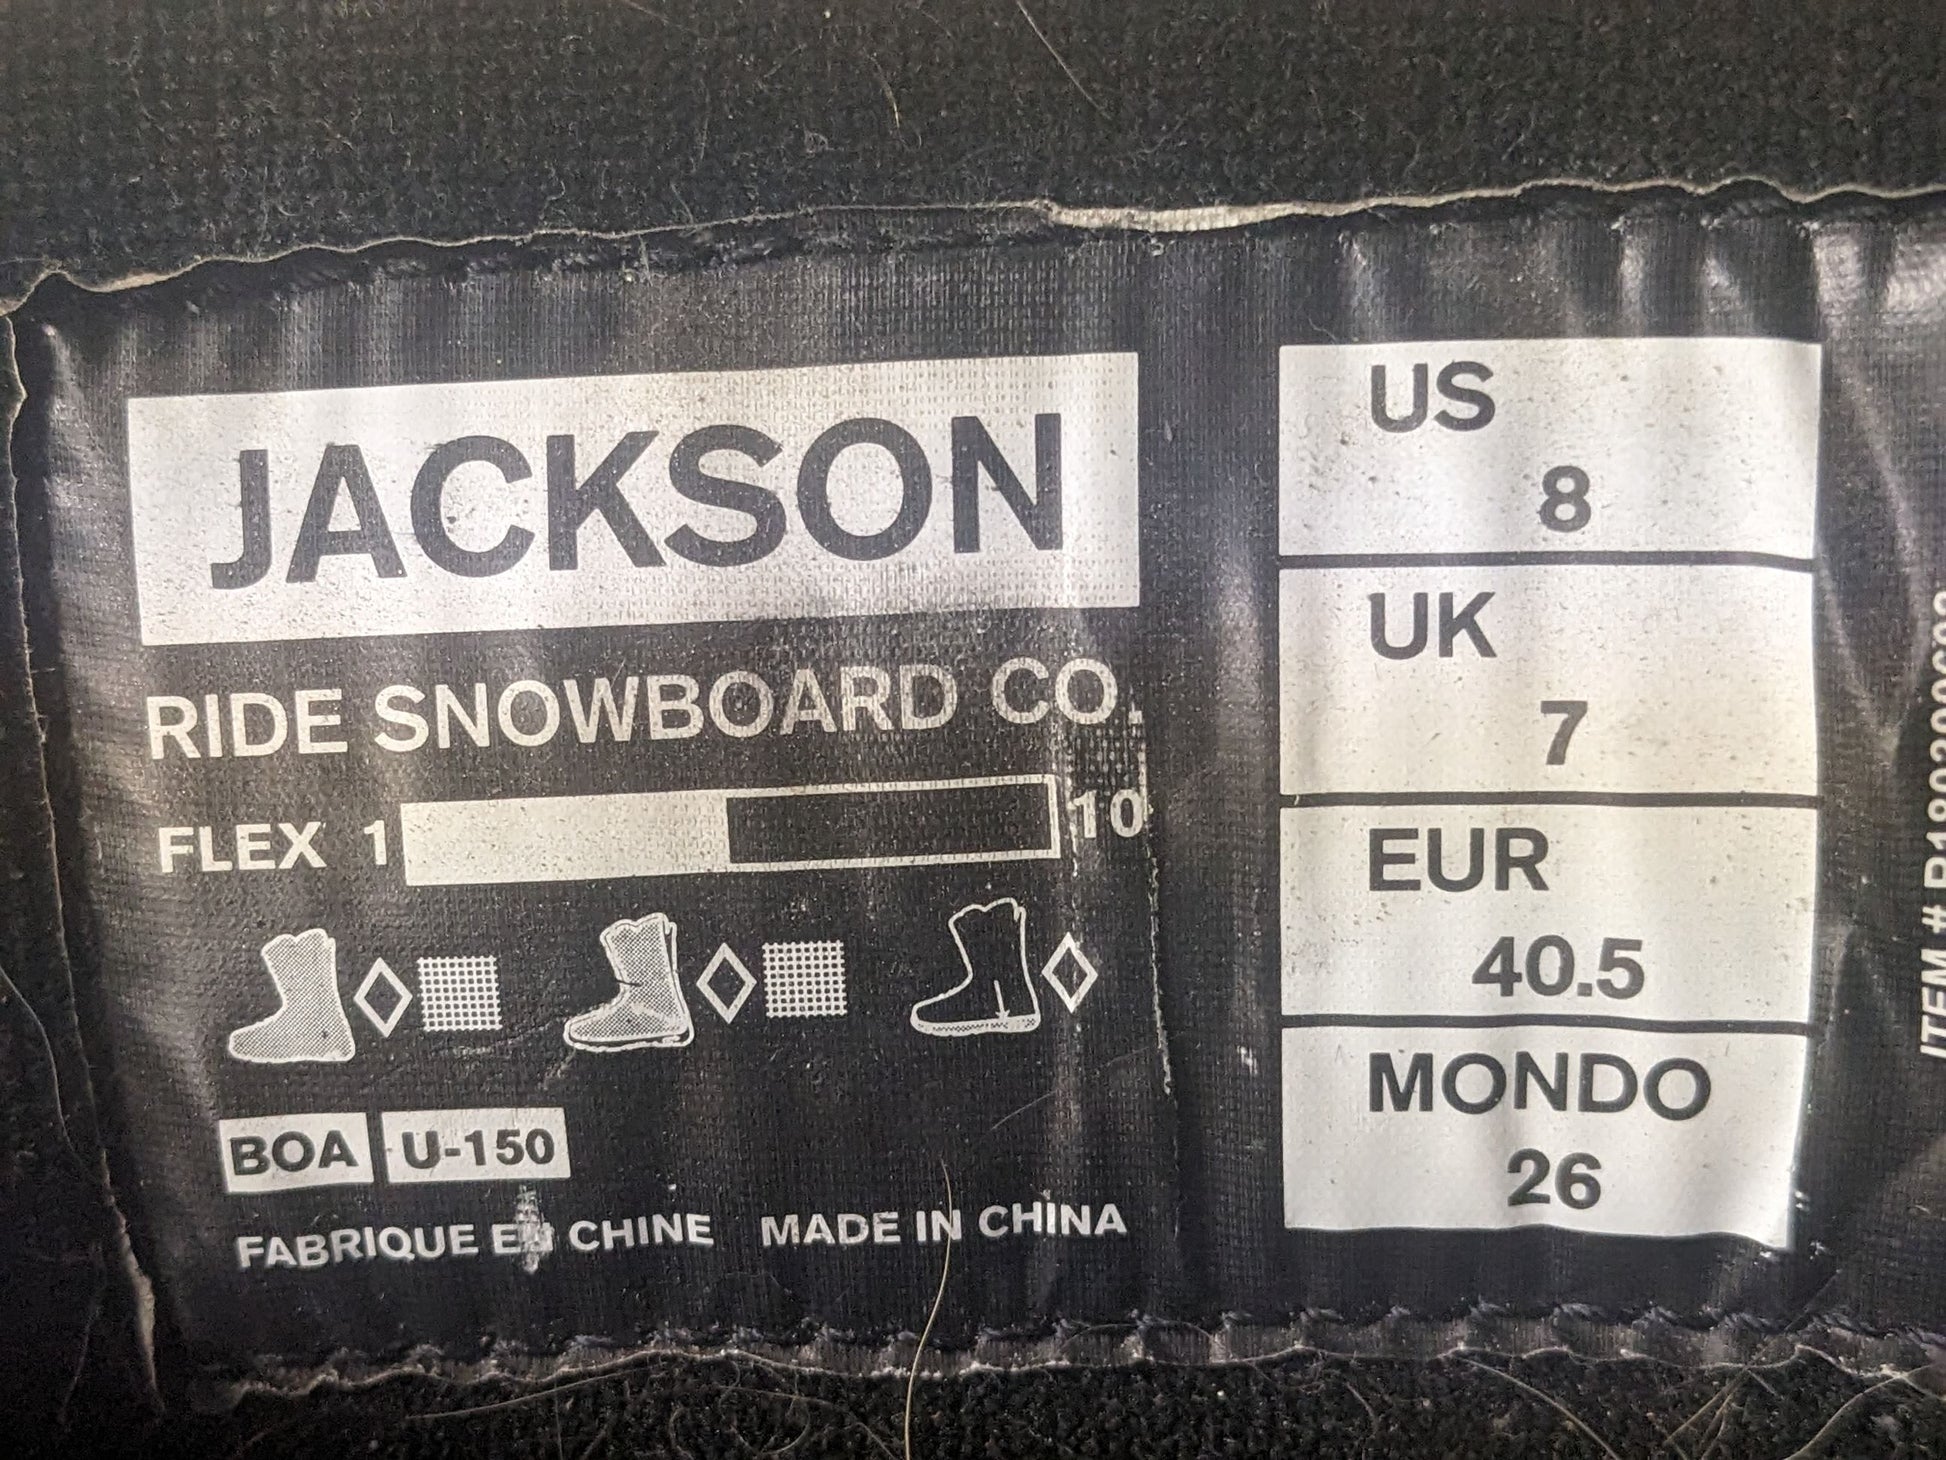 JACKSON
RIDE SNOWBOARD CO.
FLEX 1 10
BOA U-150
FABRIQUE EN CHINE MADE IN CHINA
US
8
UK
7
EUR
40.5
MONDO
26
ITEM #